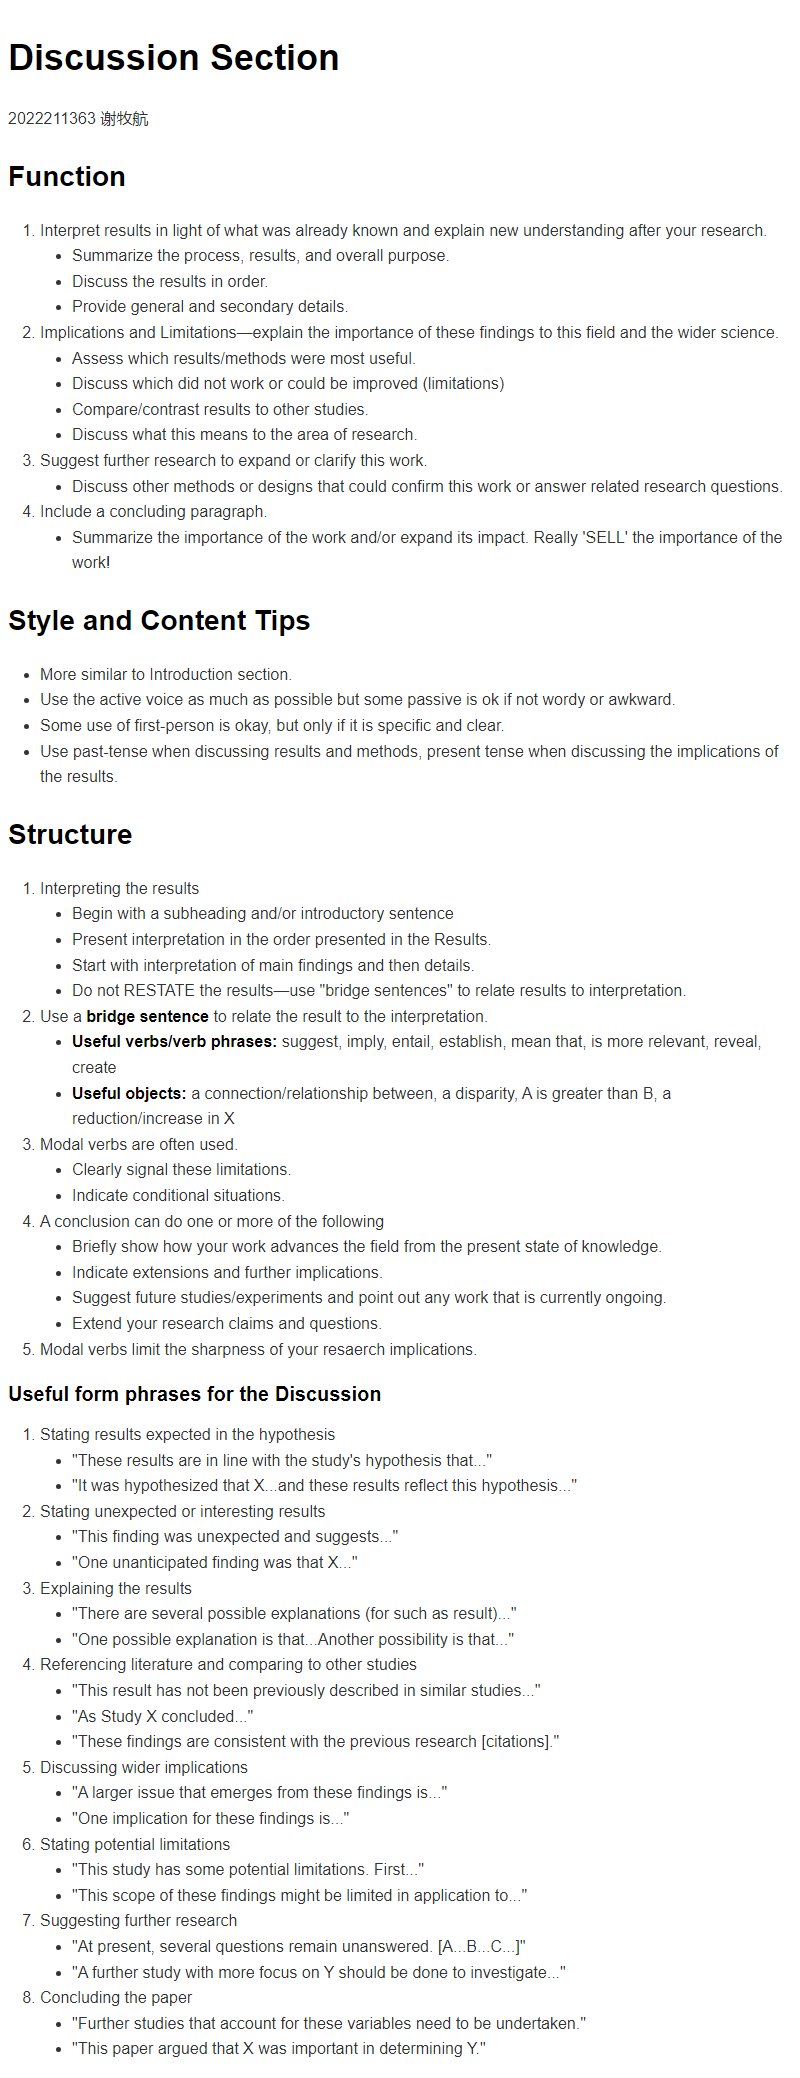 Discussion Section
2022211363 谢牧航
Function
1. Interpret results in light of what was already known and explain new understanding after your research.
• Summarize the process, results, and overall purpose.
• Discuss the results in order.
• Provide general and secondary details.
2. Implications and Limitations—explain the importance of these findings to this field and the wider science.
• Assess which results/methods were most useful.
• Discuss which did not work or could be improved (limitations)
• Compare/contrast results to other studies.
• Discuss what this means to the area of research.
3. Suggest further research to expand or clarify this work.
• Discuss other methods or designs that could confirm this work or answer related research questions.
4. Include a concluding paragraph.
• Summarize the importance of the work and/or expand its impact. Really 'SELL' the importance of the
work!
Style and Content Tips
• More similar to Introduction section.
• Use the active voice as much as possible but some passive is ok if not wordy or awkward.
• Some use of first-person is okay, but only if it is specific and clear.
• Use past-tense when discussing results and methods, present tense when discussing the implications of
the results.
Structure
1. Interpreting the results
• Begin with a subheading and/or introductory sentence
• Present interpretation in the order presented in the Results.
• Start with interpretation of main findings and then details.
• Do not RESTATE the results—use "bridge sentences" to relate results to interpretation.
2. Use a bridge sentence to relate the result to the interpretation.
• Useful verbs/verb phrases: suggest, imply, entail, establish, mean that, is more relevant, reveal,
create
• Useful objects: a connection/relationship between, a disparity, A is greater than B, a
reduction/increase in X
3. Modal verbs are often used.
• Clearly signal these limitations.
• Indicate conditional situations.
4. A conclusion can do one or more of the following
• Briefly show how your work advances the field from the present state of knowledge.
• Indicate extensions and further implications.
• Suggest future studies/experiments and point out any work that is currently ongoing.
• Extend your research claims and questions.
5. Modal verbs limit the sharpness of your resaerch implications.
Useful form phrases for the Discussion
1. Stating results expected in the hypothesis
• "These results are in line with the study's hypothesis that..."
• "It was hypothesized that X...and these results reflect this hypothesis..."
2. Stating unexpected or interesting results
• "This finding was unexpected and suggests..."
• "One unanticipated finding was that X..."
3. Explaining the results
• "There are several possible explanations (for such as result)..."
• "One possible explanation is that...Another possibility is that..."
4. Referencing literature and comparing to other studies
• "This result has not been previously described in similar studies..."
• "As Study X concluded..."
• "These findings are consistent with the previous research [citations]."
5. Discussing wider implications
• "A larger issue that emerges from these findings is..."
• "One implication for these findings is..."
6. Stating potential limitations
• "This study has some potential limitations. First..."
• "This scope of these findings might be limited in application to..."
7. Suggesting further research
• "At present, several questions remain unanswered. [A...B...C...]"
• "A further study with more focus on Y should be done to investigate..."
8. Concluding the paper
• "Further studies that account for these variables need to be undertaken."
• "This paper argued that X was important in determining Y."